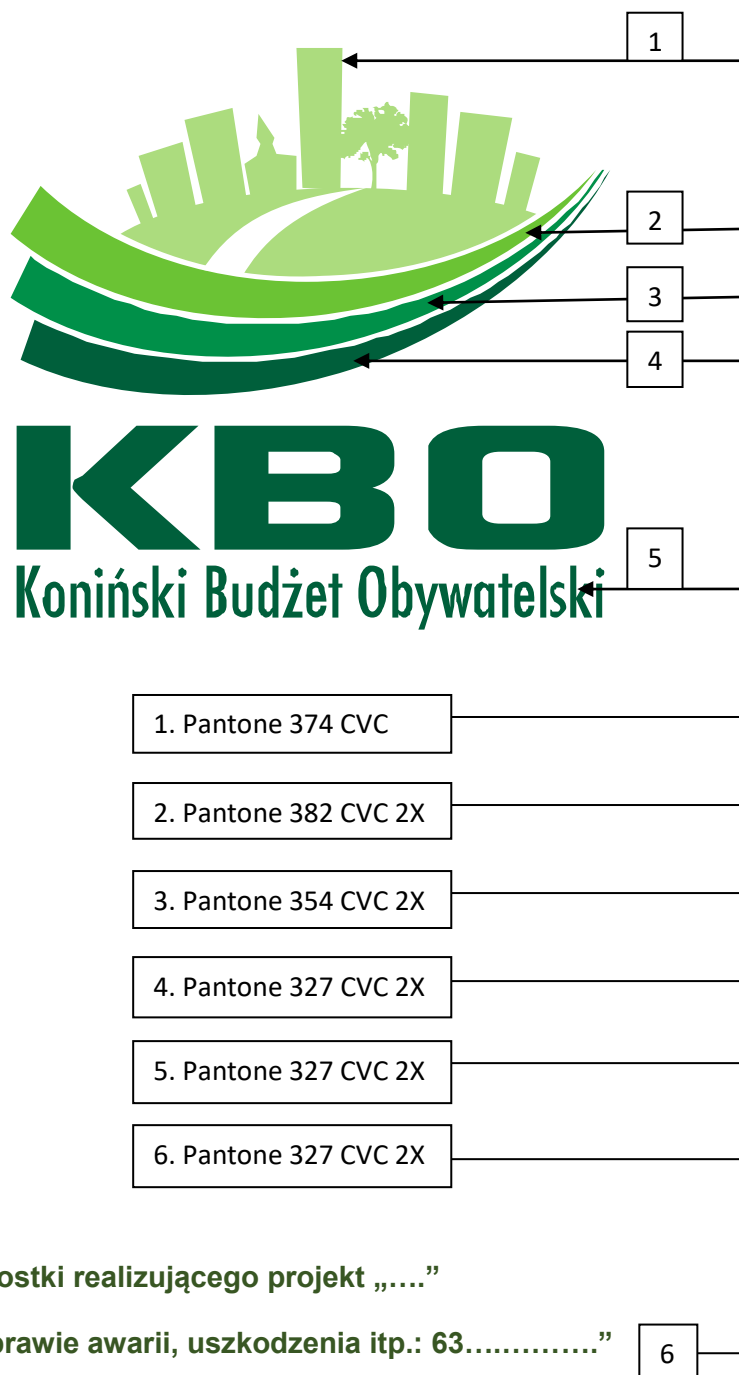 1
2
3
4
KBO
5
Koniński Budżet Obywatelski
1. Pantone 374 CVC
2. Pantone 382 CVC 2X
3. Pantone 354 CVC 2X
4. Pantone 327 CVC 2X
5. Pantone 327 CVC 2X
6. Pantone 327 CVC 2X
ostki realizującego projekt „….”
prawie awarii, uszkodzenia itp.: 63…..………."
6